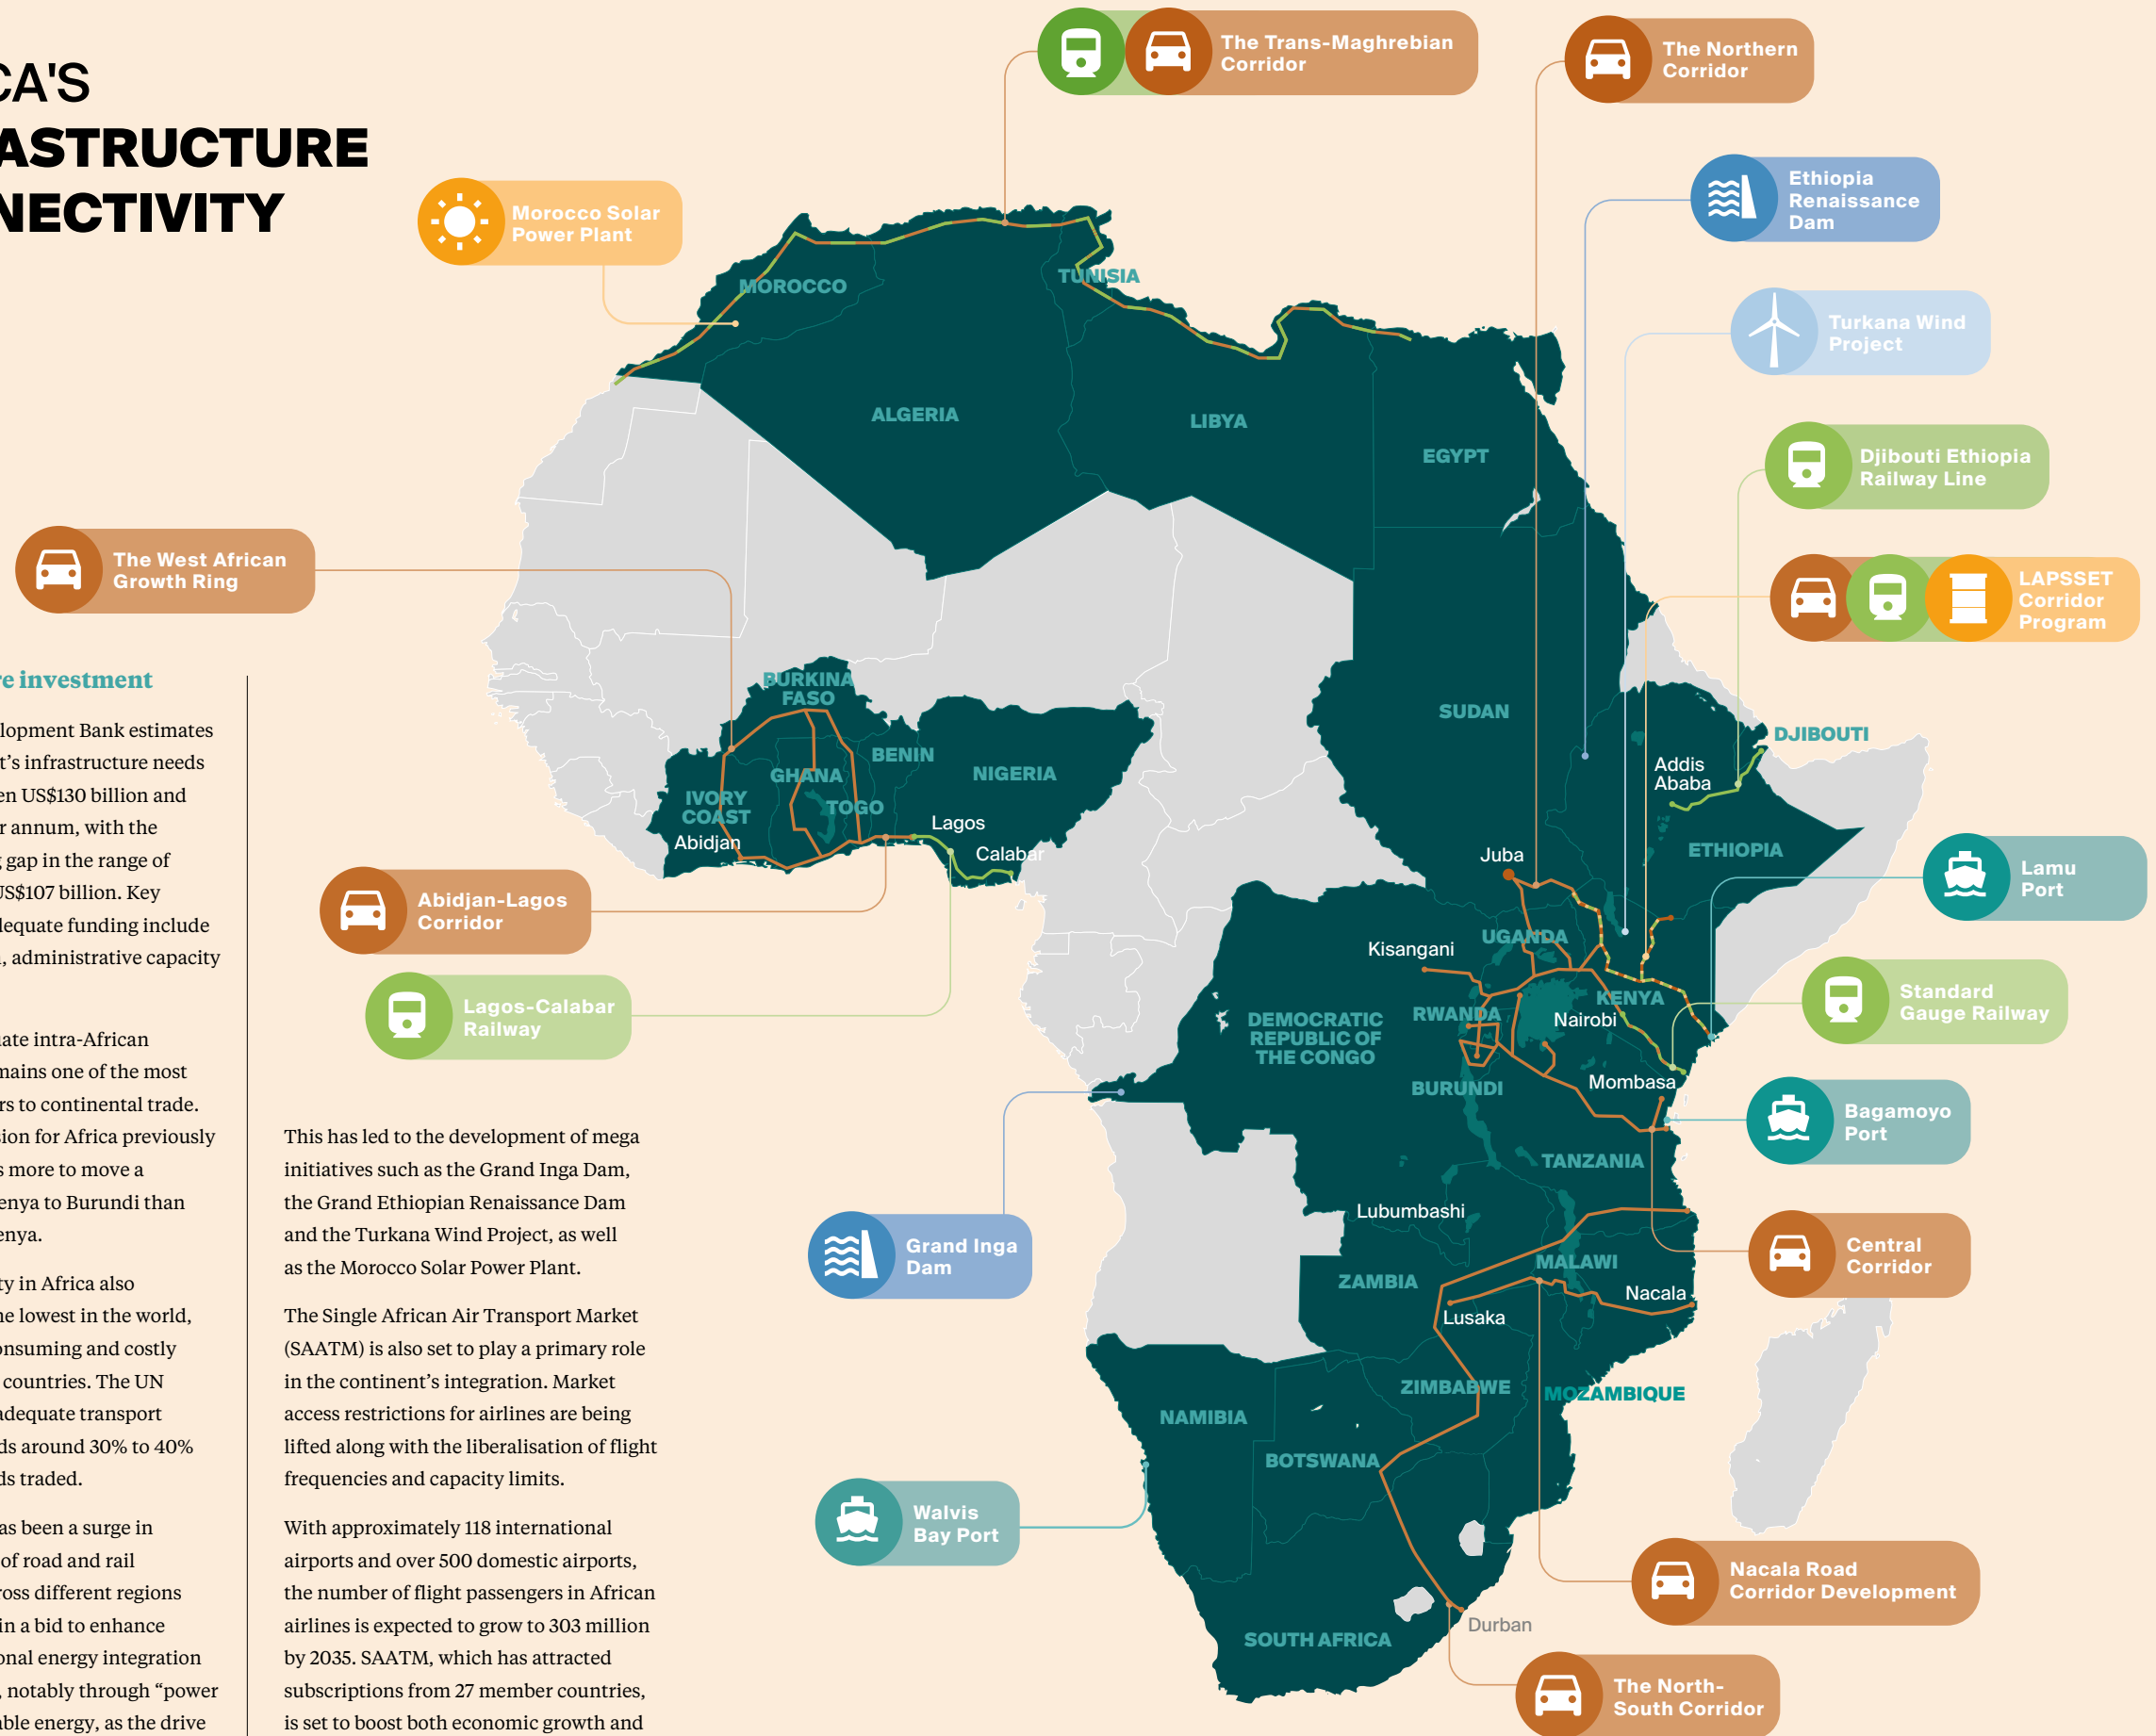 CA'S
ASTRUCTURE
NECTIVITY
re investment
lopment Bank estimates
t’s infrastructure needs
en US$130 billion and
r annum, with the
g gap in the range of
US$107 billion. Key
lequate funding include
, administrative capacity
uate intra-African
mains one of the most
rs to continental trade.
sion for Africa previously
s more to move a
enya to Burundi than
enya.
ty in Africa also
he lowest in the world,
onsuming and costly
countries. The UN
adequate transport
ds around 30% to 40%
ds traded.
as been a surge in
of road and rail
ross different regions
in a bid to enhance
onal energy integration
, notably through “power
able energy, as the drive
This has led to the development of mega
initiatives such as the Grand Inga Dam,
the Grand Ethiopian Renaissance Dam
and the Turkana Wind Project, as well
as the Morocco Solar Power Plant.
The Single African Air Transport Market
(SAATM) is also set to play a primary role
in the continent’s integration. Market
access restrictions for airlines are being
lifted along with the liberalisation of flight
frequencies and capacity limits.
With approximately 118 international
airports and over 500 domestic airports,
the number of flight passengers in African
airlines is expected to grow to 303 million
by 2035. SAATM, which has attracted
subscriptions from 27 member countries,
is set to boost both economic growth and
The Trans-Maghrebian
Corridor
The Northern
Corridor
Morocco Solar
Power Plant
Ethiopia
Renaissance
Dam
Turkana Wind
Project
Djibouti Ethiopia
Railway Line
The West African
Growth Ring
LAPSSET
Corridor
Program
Abidjan-Lagos
Corridor
Lamu
Port
Lagos-Calabar
Railway
Standard
Gauge Railway
Bagamoyo
Port
Grand Inga
Dam
Central
Corridor
Walvis
Bay Port
Nacala Road
Corridor Development
The North-
South Corridor
MOROCCO
TUNISIA
ALGERIA
LIBYA
EGYPT
BURKINA
FASO
BENIN
NIGERIA
GHANA
IVORY
COAST
TOGO
Abidjan
Lagos
Calabar
SUDAN
DJIBOUTI
Addis
Ababa
ETHIOPIA
Juba
UGANDA
Kisangani
KENYA
RWANDA
Nairobi
DEMOCRATIC
REPUBLIC OF
THE CONGO
BURUNDI
Mombasa
TANZANIA
Lubumbashi
MALAWI
ZAMBIA
Nacala
Lusaka
ZIMBABWE
MOZAMBIQUE
NAMIBIA
BOTSWANA
Durban
SOUTH AFRICA